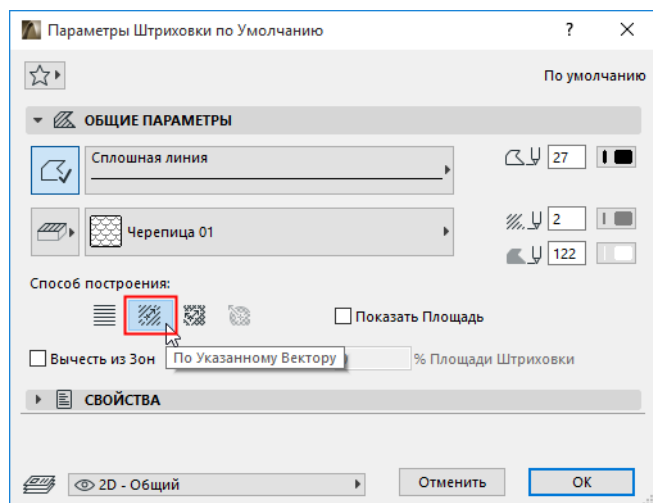 Параметры Штриховки по Умолчанию
?
По умолчанию
ОБЩИЕ ПАРАМЕТРЫ
Сплошная линия
27
Черепица 01
2
122
Способ построения:
Показать Площадь
Вычесть из Зон
По Указанному Вектору
% Площади Штриховки
СВОЙСТВА
2D - Общий
Отменить
ОК